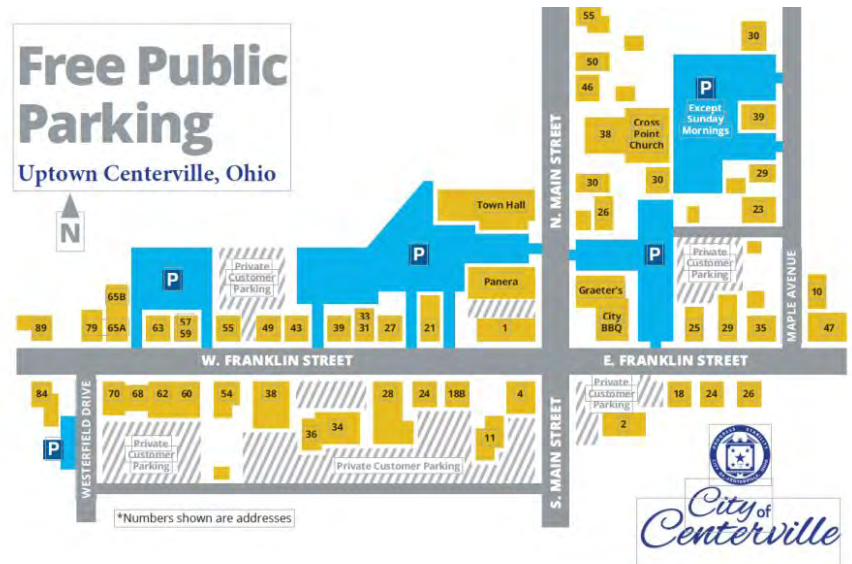 Free Public
Parking
Uptown Centerville, Ohio
N
55
30
50
46
P
Except
Sunday
Mornings
N. MAIN STREET
38
Cross
Point
Church
39
30
30
29
26
23
Town Hall
P
P
Private
Customer
Parking
P
Private
Customer
Parking
Panera
Graeter's
City
BBQ
MAPLE AVENUE
10
65B
89
79
65A
63
57
59
55
49
43
39
33
31
27
21
1
25
29
35
47
W. FRANKLIN STREET
E. FRANKLIN STREET
84
WESTERFIELD DRIVE
70
68
62
60
54
38
28
24
18B
4
Private
Customer
Parking
18
24
26
2
36
34
11
P
Private
Customer
Parking
Private Customer Parking
S. MAIN STREET
*Numbers shown are addresses
City of
Centerville